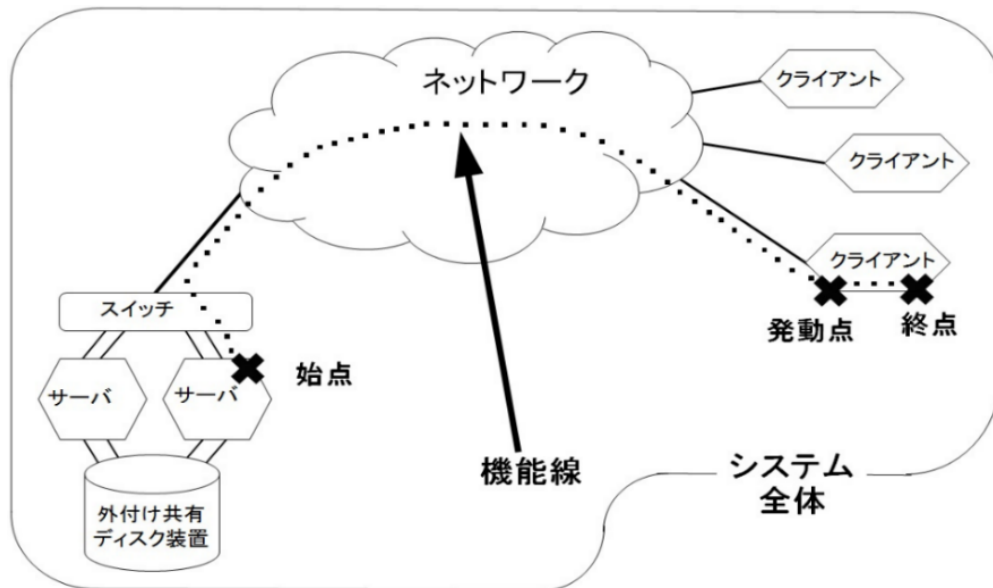 ネットワーク
クライアント
クライアント
クライアント
スイッチ
発動点
終点
始点
サーバ
サーバ
機能線
システム
全体
外付け共有
ディスク装置